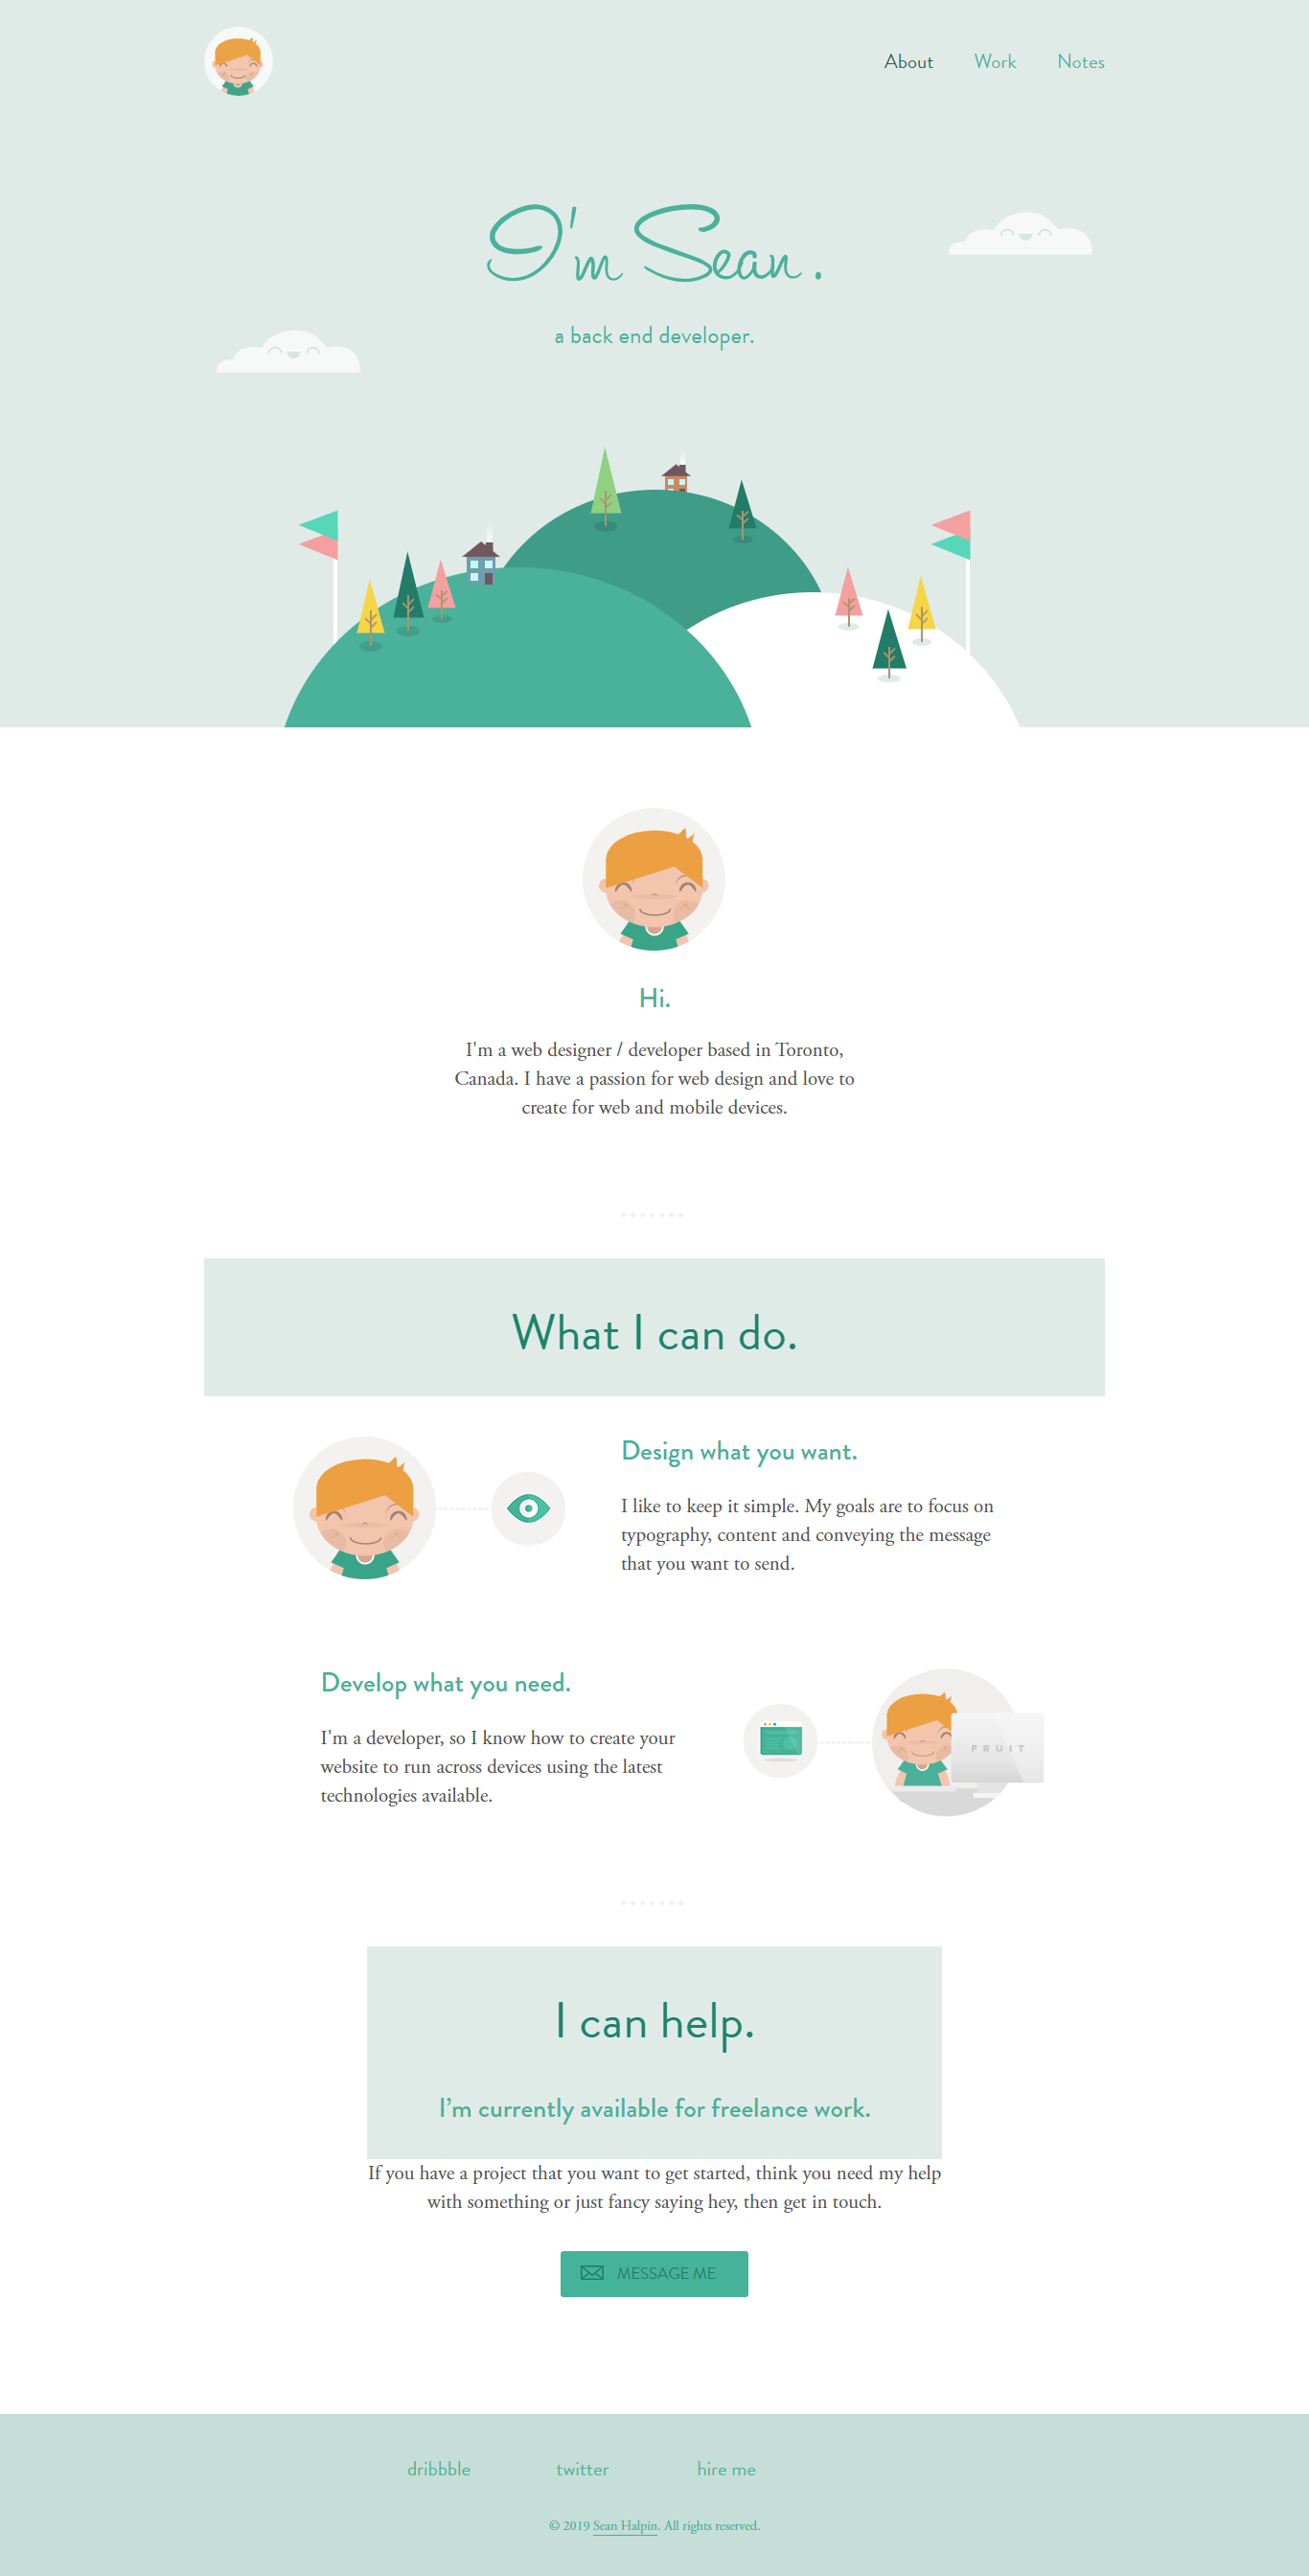 About Work Notes
I'm Sean.
a back end developer.
Hi.
I'm a web designer / developer based in Toronto,
Canada. I have a passion for web design and love to
create for web and mobile devices.
What I can do.
Design what you want.
I like to keep it simple. My goals are to focus on
typography, content and conveying the message
that you want to send.
Develop what you need.
I'm a developer, so I know how to create your
website to run across devices using the latest
technologies available.
FRUIT
I can help.
I’m currently available for freelance work.
If you have a project that you want to get started, think you need my help
with something or just fancy saying hey, then get in touch.
MESSAGE ME
dribbble twitter hire me
© 2019 Sean Halpin. All rights reserved.